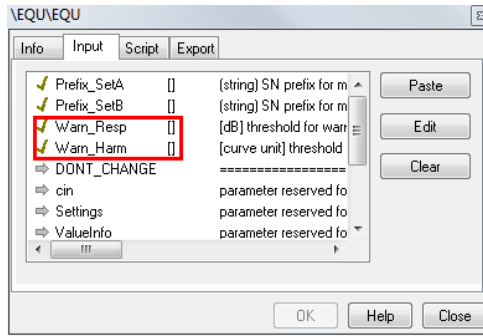 \EQU\EQU
Info Input Script Export
Prefix_SetA [] (string) SN prefix for m
Prefix_SetB [] (string) SN prefix for m
Warn_Resp [] [dB] threshold for warr
Warn_Harm [] [curve unit] threshold
DONT_CHANGE ==================
cin parameter reserved fo
Settings parameter reserved fo
ValueInfo parameter reserved fo
Paste
Edit
Clear
OK Help Close